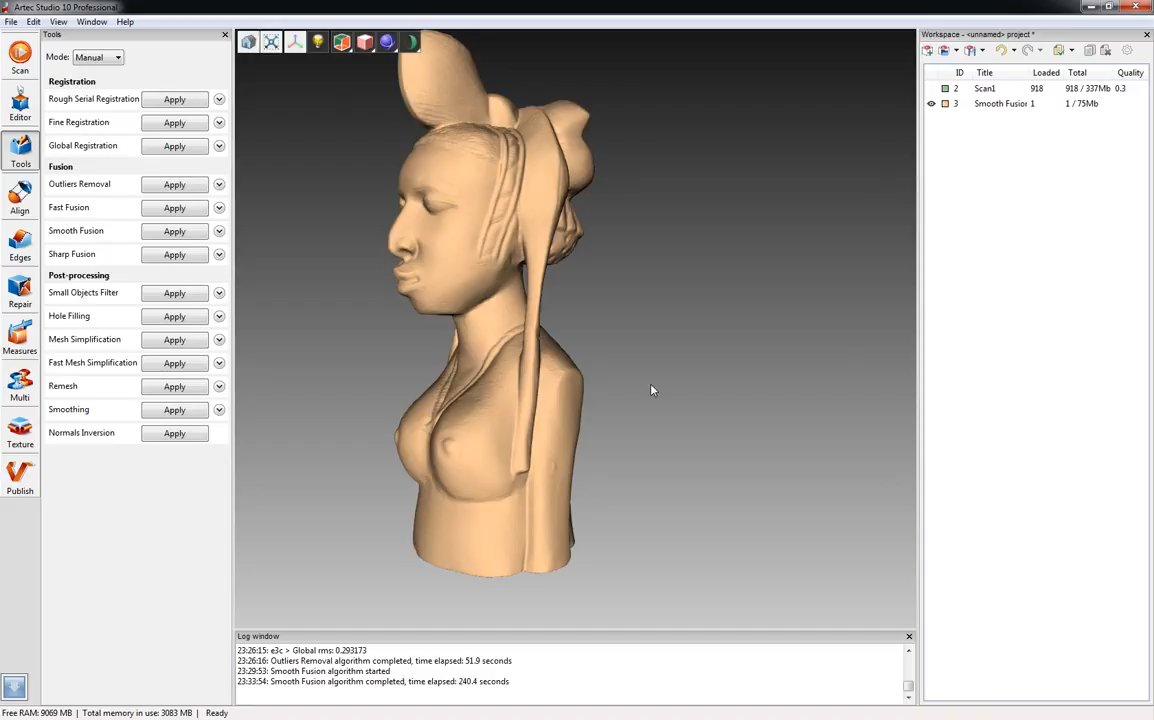 Artec Studio 10 Professional
File Edit View Window Help
Tools
Mode: Manual
Registration
Rough Serial Registration Apply
Fine Registration Apply
Global Registration Apply
Fusion
Outliers Removal Apply
Fast Fusion Apply
Smooth Fusion Apply
Sharp Fusion Apply
Post-processing
Small Objects Filter Apply
Hole Filling Apply
Mesh Simplification Apply
Fast Mesh Simplification Apply
Remesh Apply
Smoothing Apply
Normals Inversion Apply
Scan
Editor
Tools
Align
Edges
Repair
Measures
Multi
Texture
Publish
Workspace - <unnamed> project *
ID Title Loaded Total Quality
2 Scan1 918 918 / 337Mb 0.3
3 Smooth Fusior 1 1 / 75Mb
Log window
23:26:15: e3c > Global rms: 0.293173
23:26:16: Outliers Removal algorithm completed, time elapsed: 51.9 seconds
23:29:53: Smooth Fusion algorithm started
23:33:54: Smooth Fusion algorithm completed, time elapsed: 240.4 seconds
Free RAM: 9069 MB | Total memory in use: 3083 MB | Ready